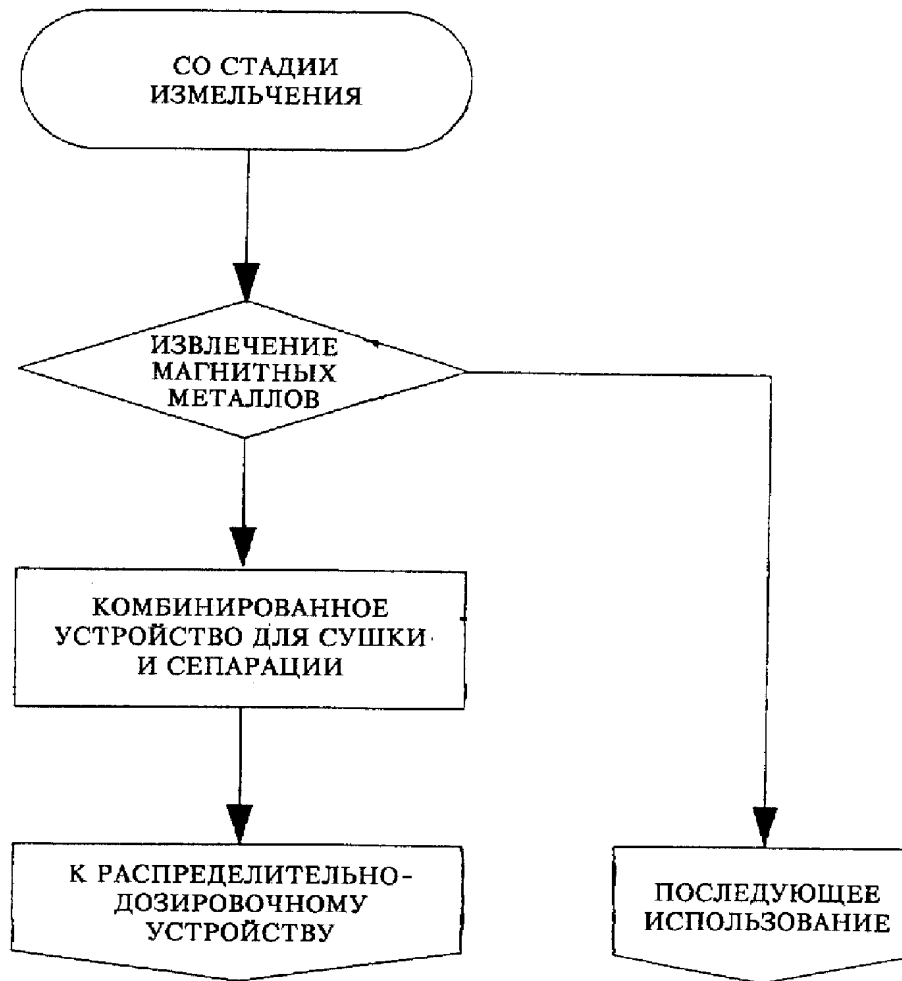 СО СТАДИИ
ИЗМЕЛЬЧЕНИЯ
ИЗВЛЕЧЕНИЕ
МАГНИТНЫХ
МЕТАЛЛОВ
КОМБИНИРОВАННОЕ
УСТРОЙСТВО ДЛЯ СУШКИ
И СЕПАРАЦИИ
К РАСПРЕДЕЛИТЕЛЬНО-
ДОЗИРОВОЧНОМУ
УСТРОЙСТВУ
ПОСЛЕДУЮЩЕЕ
ИСПОЛЬЗОВАНИЕ